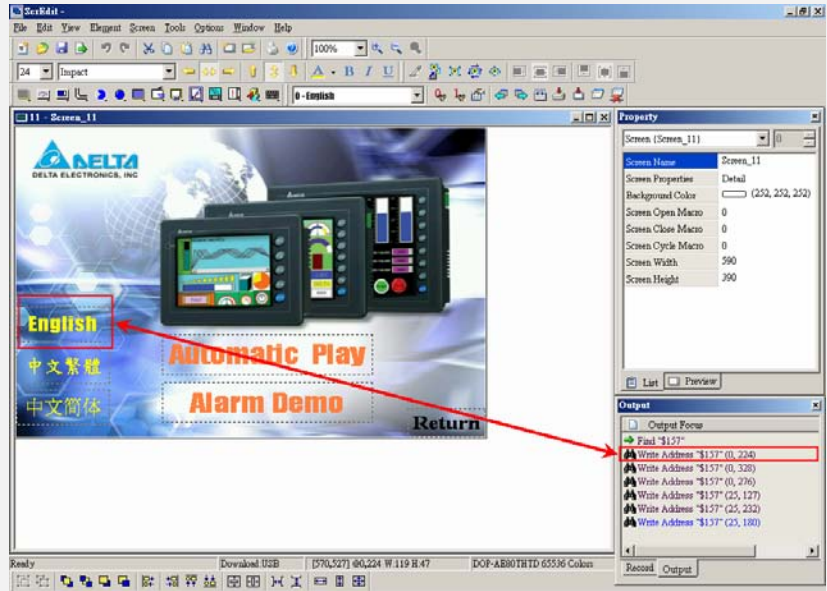 ScrEdit -
File Edit View Element Screen Tools Options Window Help
100%
24 Impact
B I U
0 - English
11 - Screen_11
DELTA
DELTA ELECTRONICS, INC
English
中文繁體
中文简体
Automatic Play
Alarm Demo
Return
Property
Screen {Screen_11}
0
Screen Name Screen_11
Screen Properties Detail
Background Color (252, 252, 252)
Screen Open Macro 0
Screen Close Macro 0
Screen Cycle Macro 0
Screen Width 590
Screen Height 390
List Preview
Output
Output Focus
Find "$157"
Write Address "$157" (0, 224)
Write Address "$157" (0, 328)
Write Address "$157" (0, 276)
Write Address "$157" (25, 127)
Write Address "$157" (25, 232)
Write Address "$157" (25, 180)
Record Output
Ready Download:USB [570,527] @0,224 W:119 H:47 DOP-AE80THTD 65536 Colors